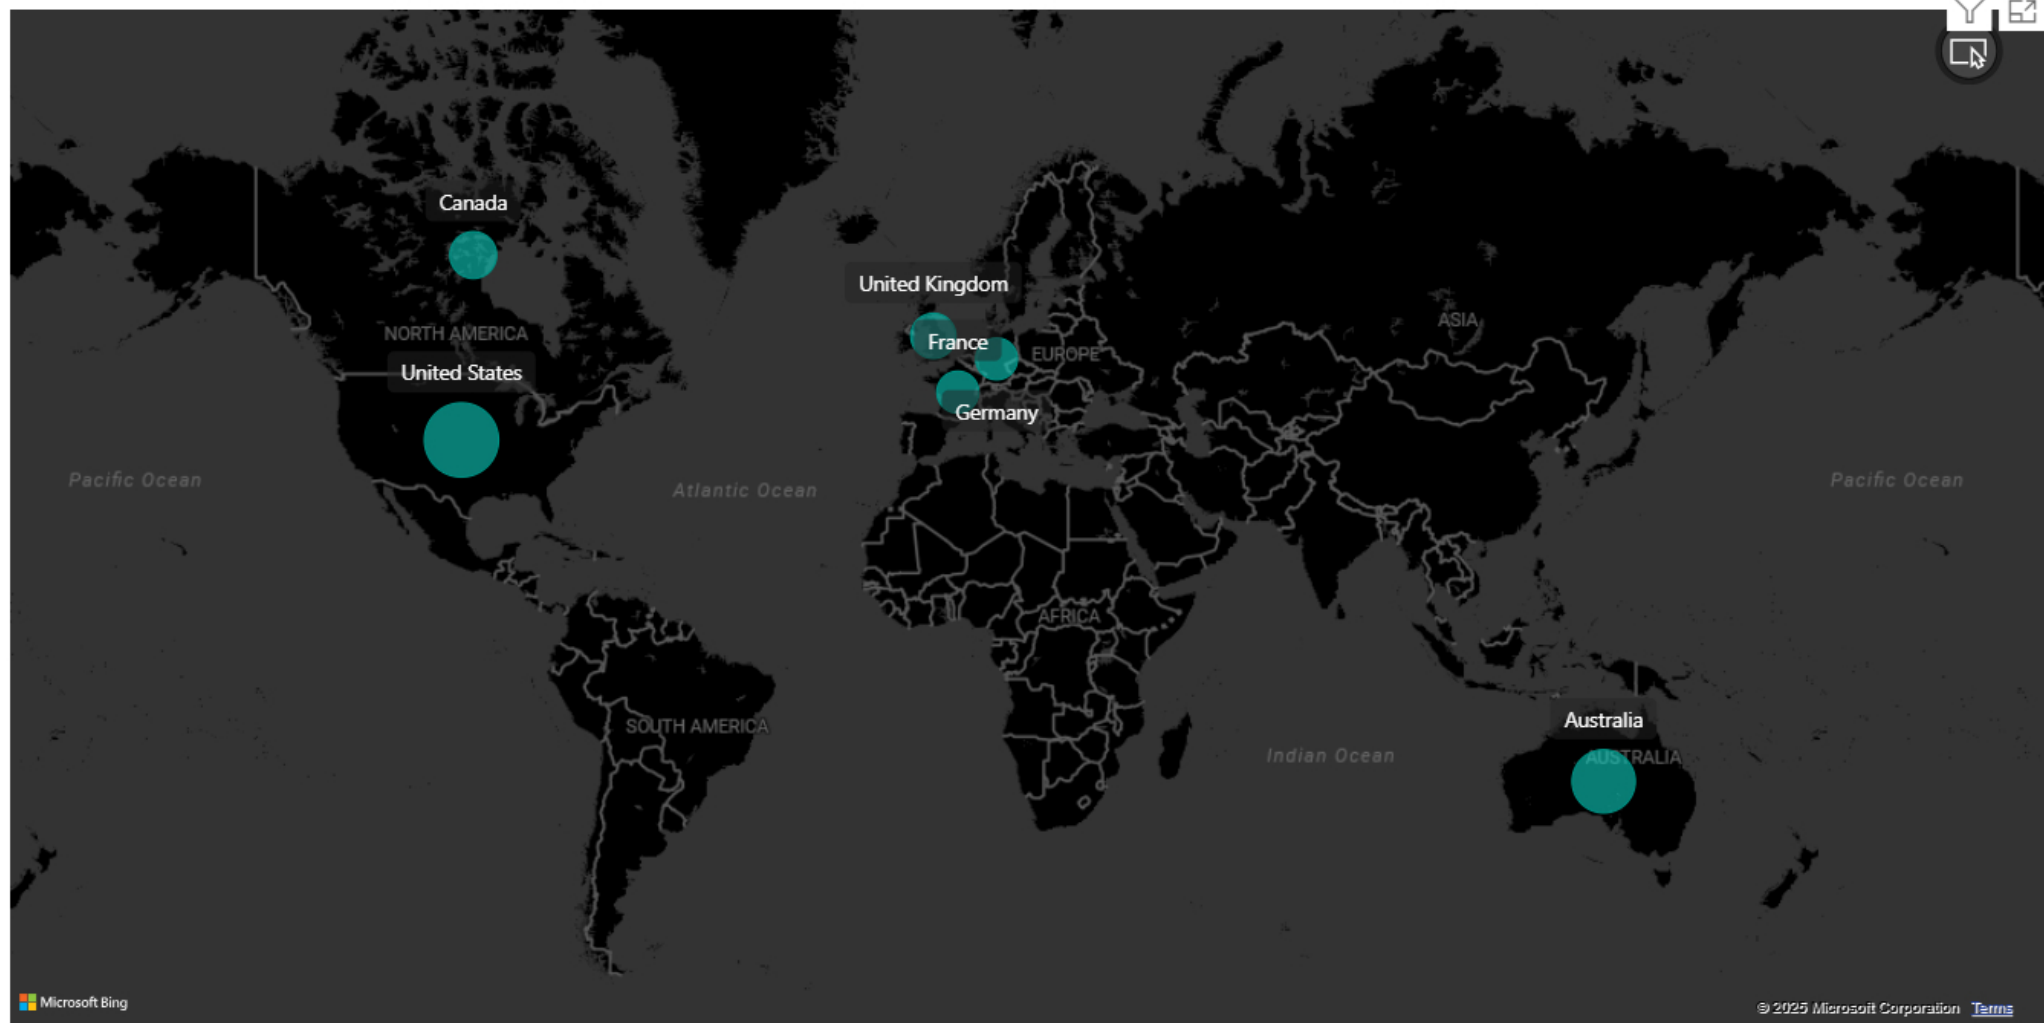 Canada
United Kingdom
NORTH AMERICA
ASIA
France
EUROPE
United States
Germany
Pacific Ocean
Atlantic Ocean
Pacific Ocean
AFRICA
SOUTH AMERICA
Australia
Indian Ocean
AUSTRALIA
Microsoft Bing
© 2025 Microsoft Corporation Terms